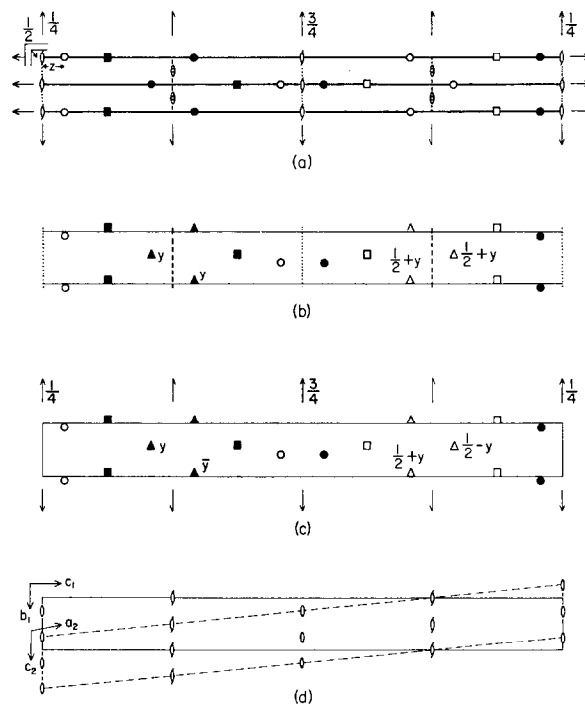 1/2 1/4 3/4 1/4
z
(a)
y y 1/2+y 1/2+y
(b)
1/4 3/4 1/4
y ȳ 1/2+y 1/2-y
(c)
c₁
b₁
a₂
c₂
(d)